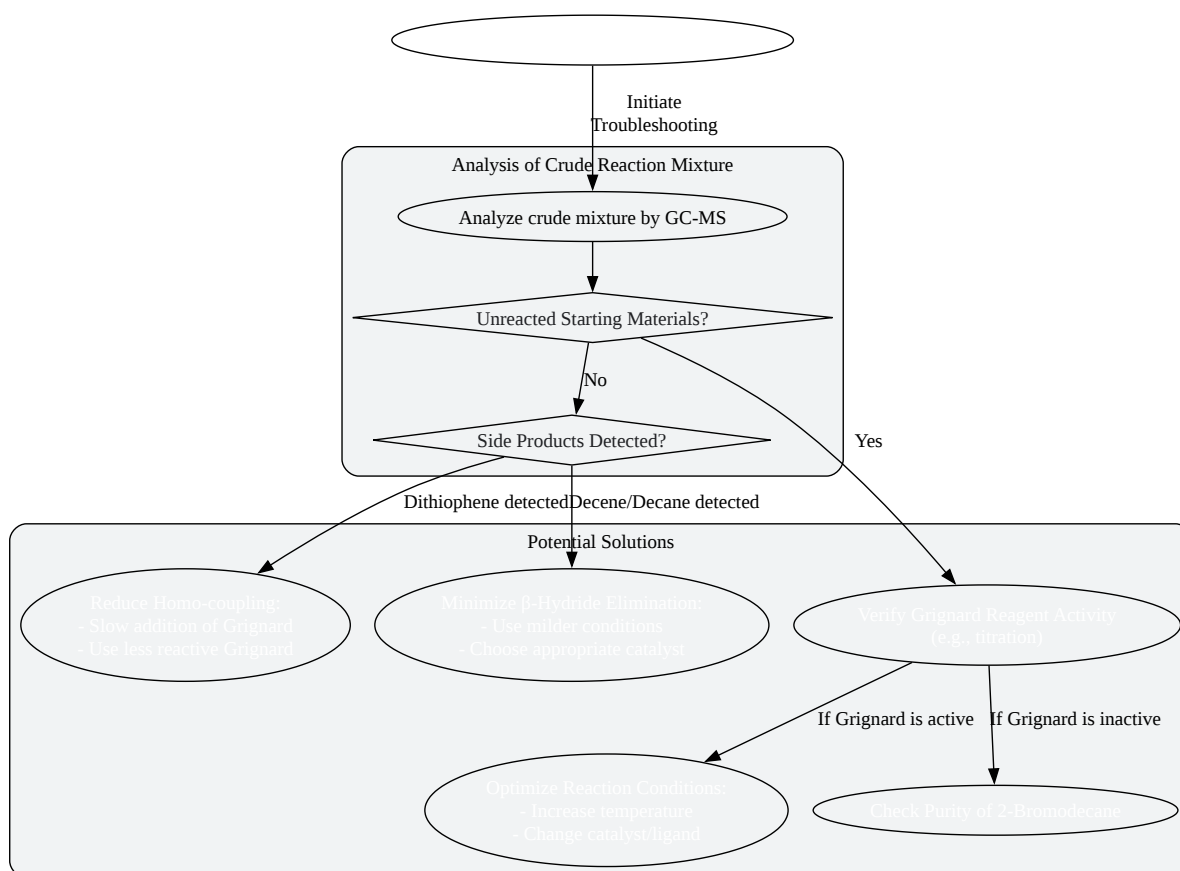 Initiate
Troubleshooting
Analysis of Crude Reaction Mixture
Analyze crude mixture by GC-MS
Unreacted Starting Materials?
No
Side Products Detected?
Yes
Dithiophene detected
Decene/Decane detected
Potential Solutions
Reduce Homo-coupling:
- Slow addition of Grignard
- Use less reactive Grignard
Minimize β-Hydride Elimination:
- Use milder conditions
- Choose appropriate catalyst
Verify Grignard Reagent Activity
(e.g., titration)
If Grignard is active
If Grignard is inactive
Optimize Reaction Conditions:
- Increase temperature
- Change catalyst/ligand
Check Purity of 2-Bromodecane